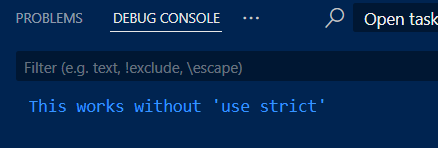 PROBLEMS DEBUG CONSOLE ... Open task
Filter (e.g. text, !exclude, \escape)
This works without 'use strict'